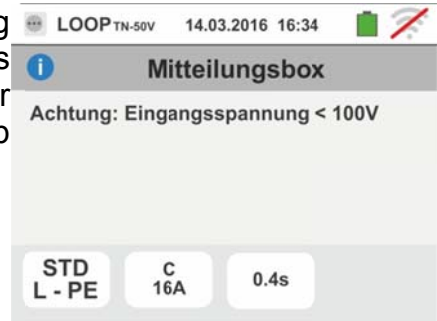 LOOP TN-50V 14.03.2016 16:34
Mitteilungsbox
Achtung: Eingangsspannung < 100V
STD C 0.4s
L - PE 16A